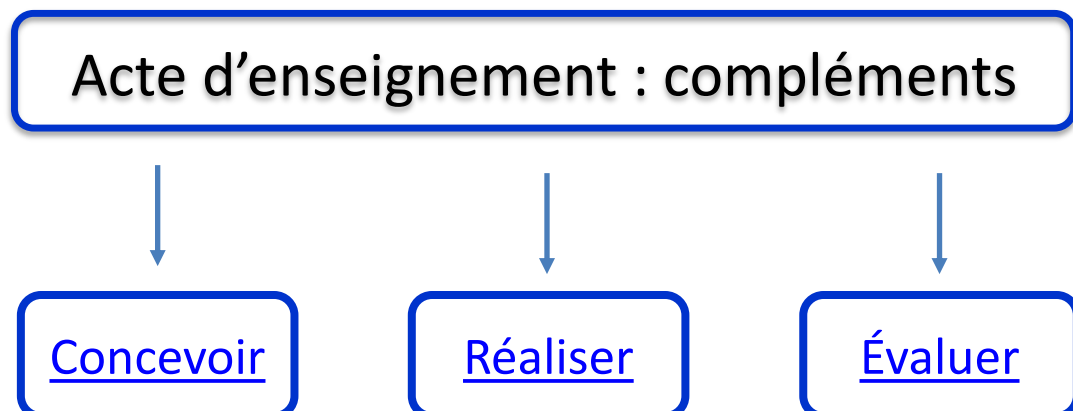 Acte d’enseignement : compléments
Concevoir
Réaliser
Évaluer